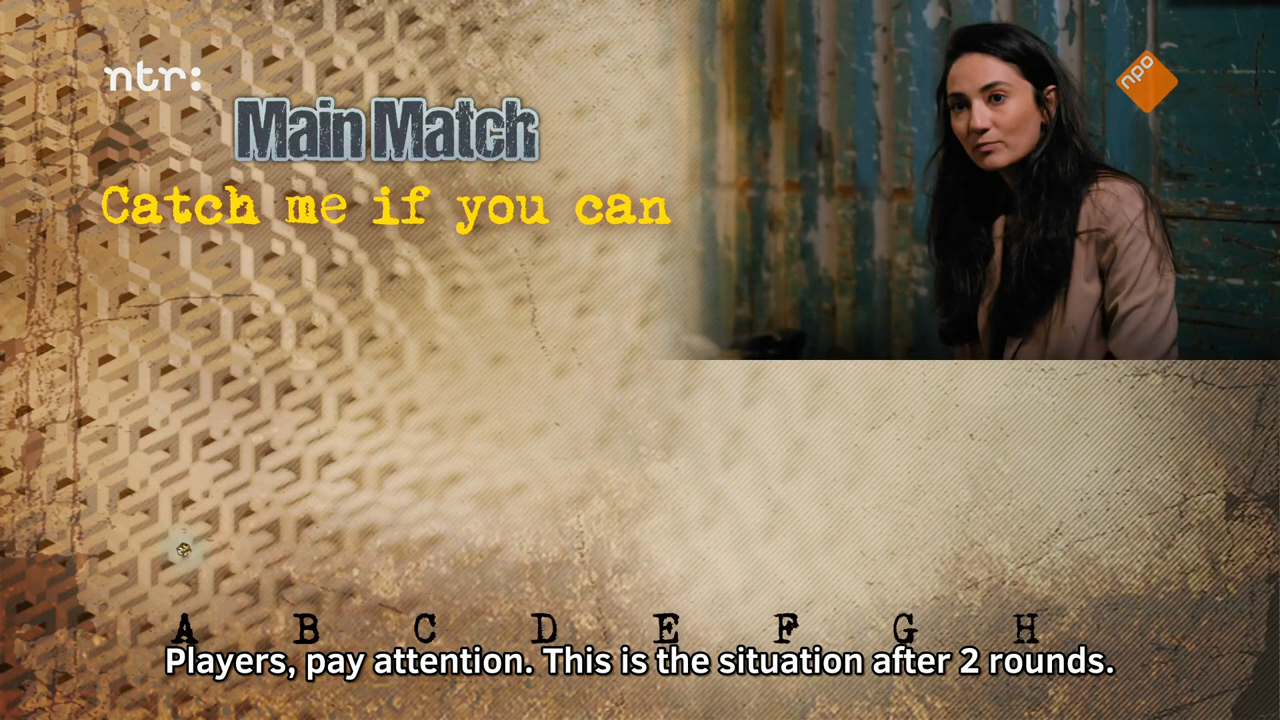 ntr:
npo
Main Match
Catch me if you can
A B C D E F G H
Players, pay attention. This is the situation after 2 rounds.